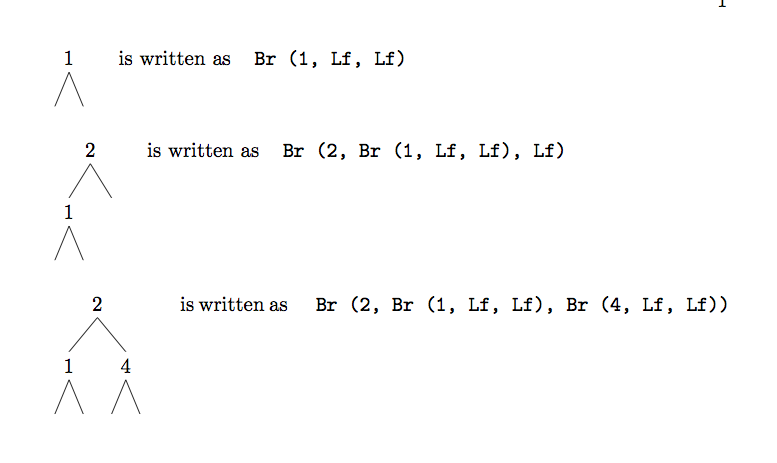 1
1 is written as Br (1, Lf, Lf)
2 is written as Br (2, Br (1, Lf, Lf), Lf)
1
2 is written as Br (2, Br (1, Lf, Lf), Br (4, Lf, Lf))
1 4